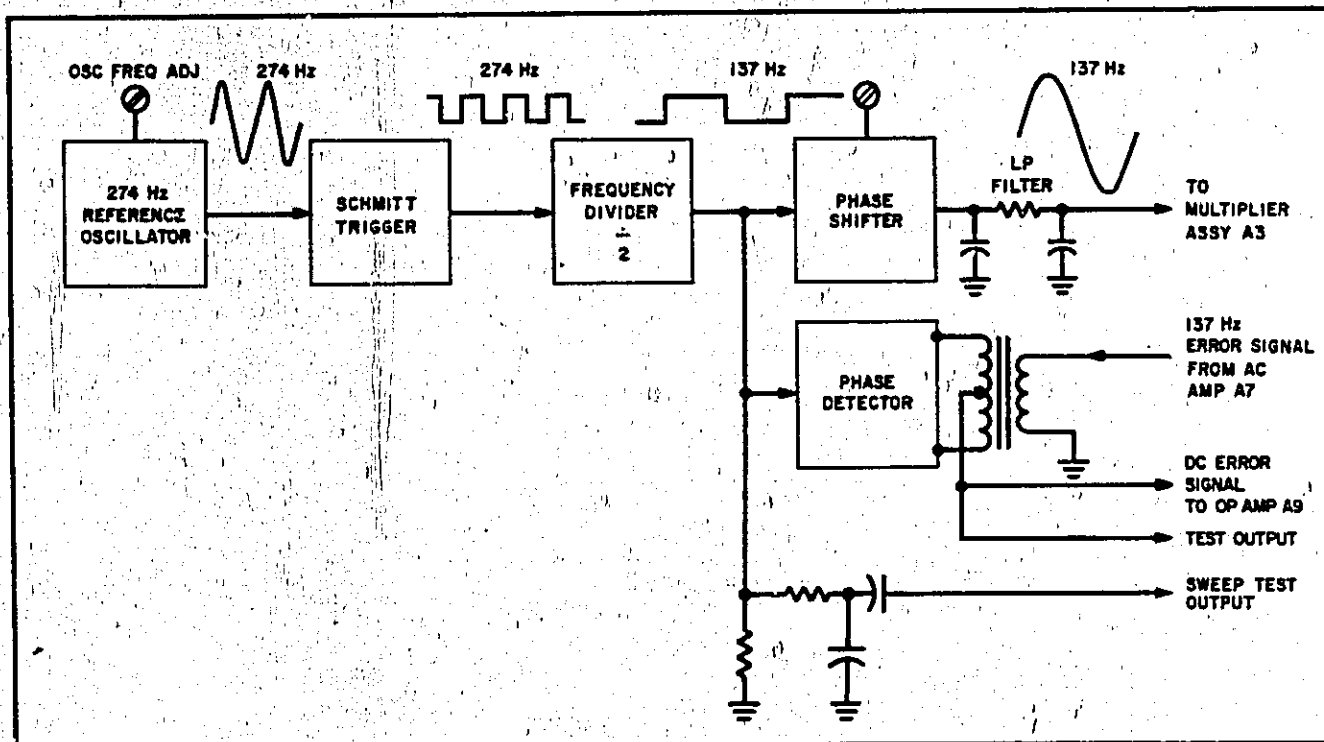 OSC FREQ ADJ
274 Hz
274 Hz
137 Hz
137 Hz
274 Hz
REFERENCE
OSCILLATOR
SCHMITT
TRIGGER
FREQUENCY
DIVIDER
÷
2
PHASE
SHIFTER
LP
FILTER
TO
MULTIPLIER
ASSY A3
PHASE
DETECTOR
137 Hz
ERROR SIGNAL
FROM AC
AMP A7
DC ERROR
SIGNAL
TO OP AMP A9
TEST OUTPUT
SWEEP TEST
OUTPUT